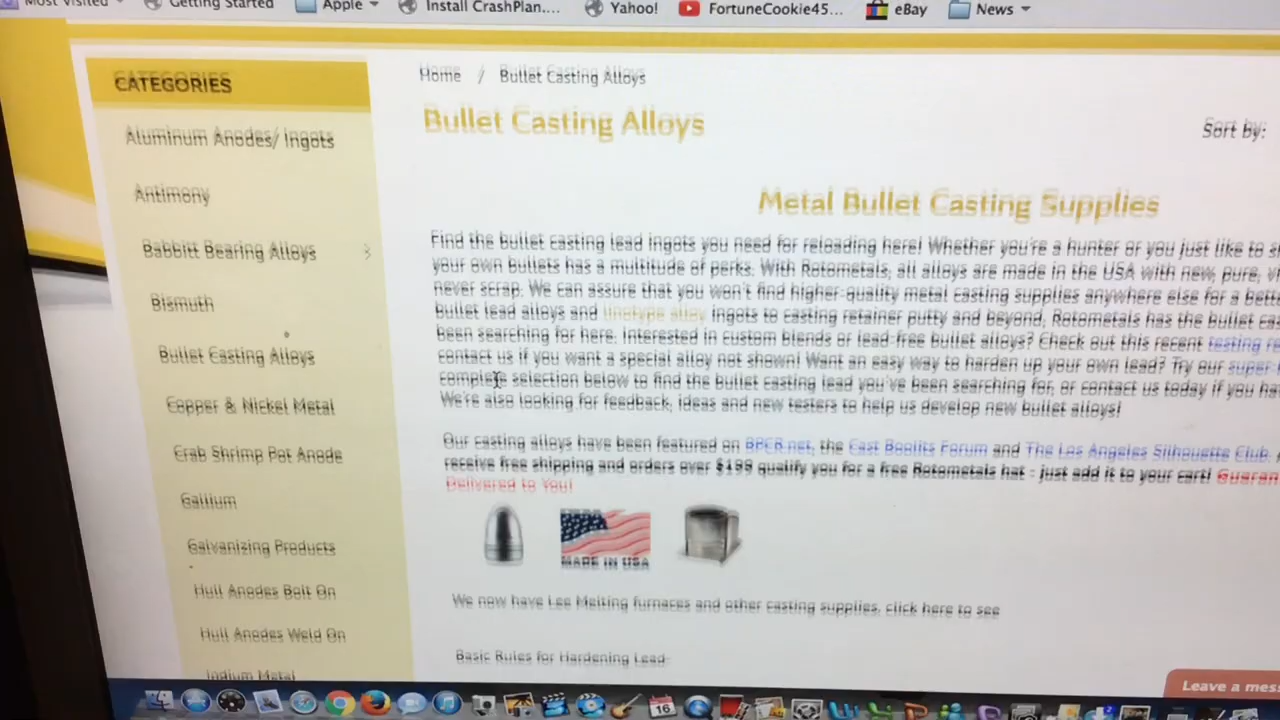 Most Visited
Getting Started
Apple
Install CrashPlan....
Yahoo!
FortuneCookie45...
eBay
News
CATEGORIES
Aluminum Anodes/ Ingots
Antimony
Babbitt Bearing Alloys
Bismuth
Bullet Casting Alloys
Copper & Nickel Metal
Crab Shrimp Pot Anode
Gallium
Galvanizing Products
Hull Anodes Bolt On
Hull Anodes Weld On
Indium Metal
Home / Bullet Casting Alloys
Bullet Casting Alloys
Sort by:
Metal Bullet Casting Supplies
Find the bullet casting lead ingots you need for reloading here! Whether you're a hunter or you just like to
your own bullets has a multitude of perks. With Rotometals, all alloys are made in the USA with new, pure,
never scrap. We can assure that you won't find higher-quality metal casting supplies anywhere else for a
bullet lead alloys and linotype alloy ingots to casting retainer putty and beyond, Rotometals has the bullet
been searching for here. Interested in custom blends or lead-free bullet alloys? Check out this recent testing
contact us if you want a special alloy not shown! Want an easy way to harden up your own lead? Try our super-
complete selection below to find the bullet casting lead you've been searching for, or contact us today if you
We're also looking for feedback, ideas and new testers to help us develop new bullet alloys!
Our casting alloys have been featured on BPCR.net, the Cast Boolits Forum and The Los Angeles Silhouette Club.
receive free shipping and orders over $199 qualify you for a free Rotometals hat - just add it to your cart!
Delivered to You!
MADE IN USA
We now have Lee Melting furnaces and other casting supplies, click here to see
Basic Rules for Hardening Lead:
Leave a
16